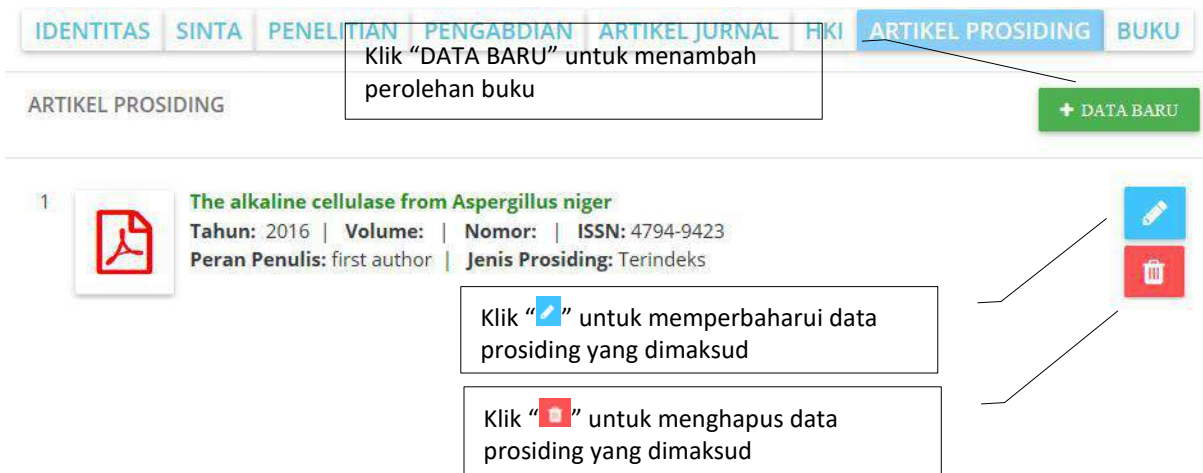 IDENTITAS SINTA PENELITIAN PENGABDIAN ARTIKEL JURNAL HKI ARTIKEL PROSIDING BUKU
Klik “DATA BARU” untuk menambah
perolehan buku
ARTIKEL PROSIDING
+ DATA BARU
1
The alkaline cellulase from Aspergillus niger
Tahun: 2016 | Volume: | Nomor: | ISSN: 4794-9423
Peran Penulis: first author | Jenis Prosiding: Terindeks
Klik “ ” untuk memperbaharui data
prosiding yang dimaksud
Klik “ ” untuk menghapus data
prosiding yang dimaksud